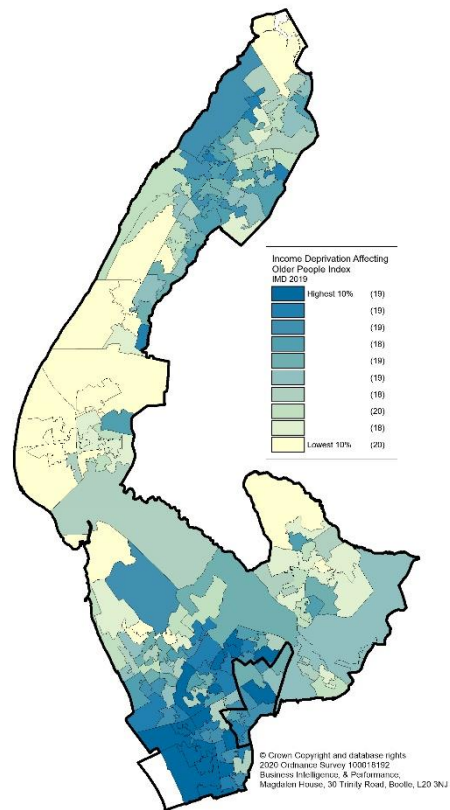 Income Deprivation Affecting
Older People Index
IMD 2019
Highest 10% (19)
(19)
(19)
(18)
(19)
(19)
(18)
(20)
(18)
Lowest 10% (20)
© Crown Copyright and database rights
2020 Ordnance Survey 100018192
Business Intelligence, & Performance,
Magdalen House, 30 Trinity Road, Bootle, L20 3NJ